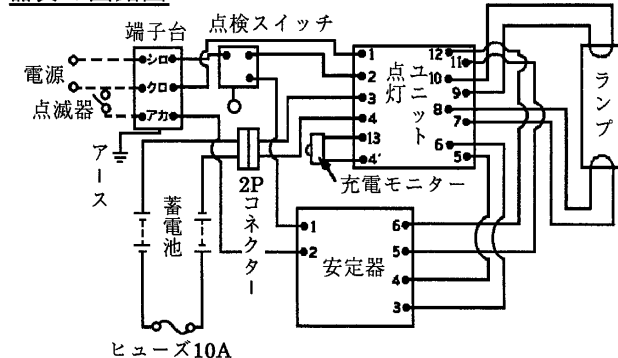 端子台
点検スイッチ
電源
点滅器
シロ
クロ
アカ
アース
蓄電池
ヒューズ10A
2Pコネクター
充電モニター
点灯ユニット
1
2
3
4
13
4'
12
11
10
9
8
7
6
5
ランプ
安定器
1
2
6
5
4
3